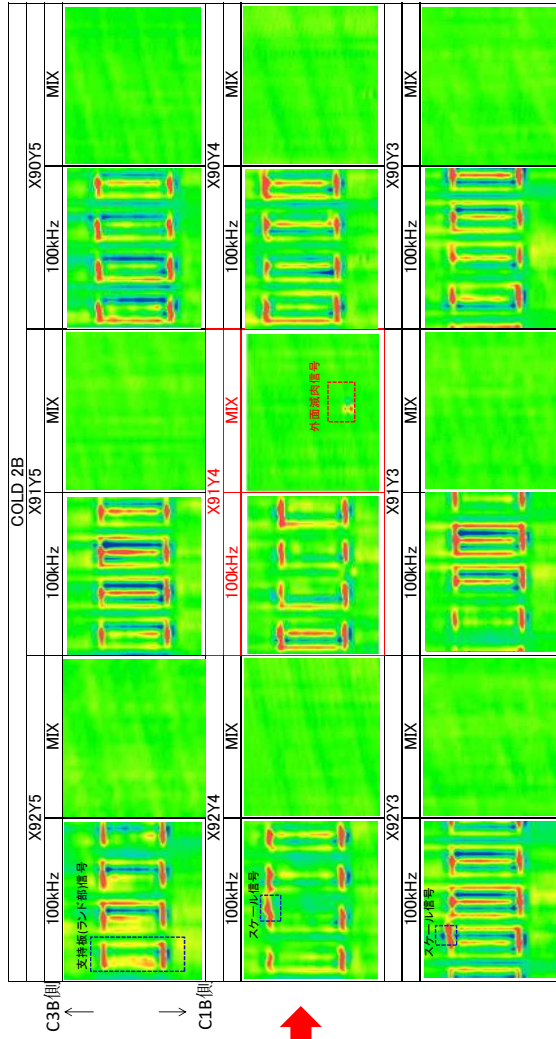 COLD 2B
X92Y5
X91Y5
X90Y5
100kHz
MIX
100kHz
MIX
100kHz
MIX
C3B側
C1B側
支持板(ランド部)信号
X92Y4
X91Y4
X90Y4
100kHz
MIX
100kHz
MIX
100kHz
MIX
スケール信号
外面減肉信号
X92Y3
X91Y3
X90Y3
100kHz
MIX
100kHz
MIX
100kHz
MIX
スケール信号